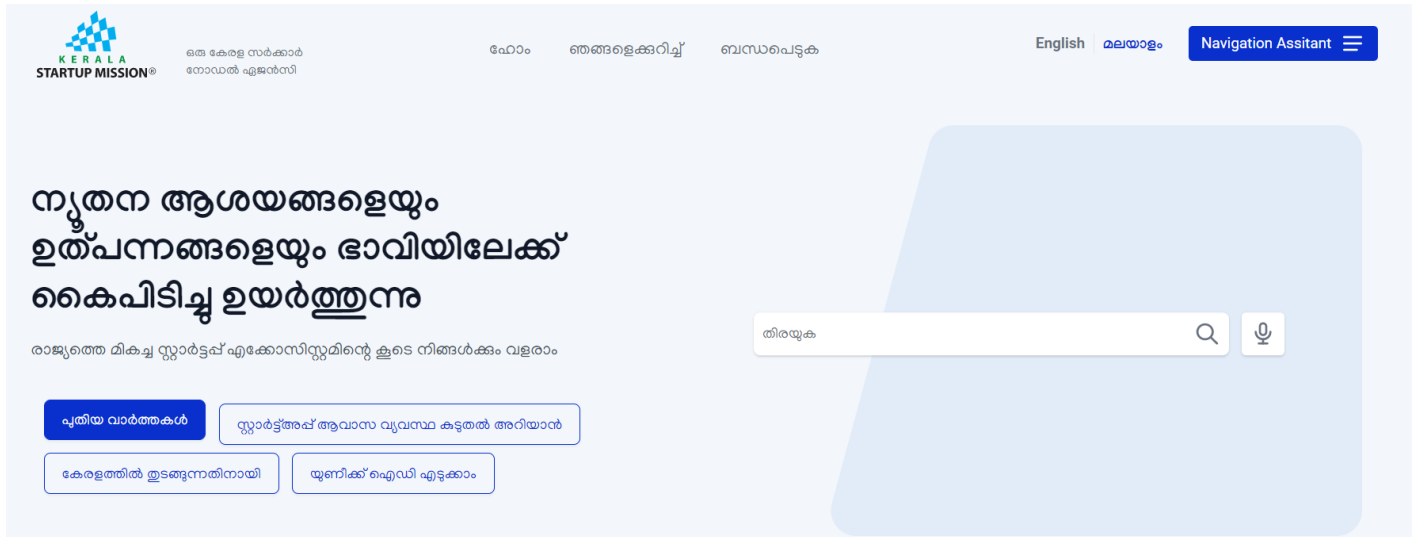 KERALA
STARTUP MISSION®
ഒരു കേരള സർക്കാർ
നോഡൽ ഏജൻസി
ഹോം
ഞങ്ങളെക്കുറിച്ച്
ബന്ധപെടുക
English
മലയാളം
Navigation Assitant
ന്യൂതന ആശയങ്ങളെയും
ഉത്പന്നങ്ങളെയും ഭാവിയിലേക്ക്
കൈപിടിച്ചു ഉയർത്തുന്നു
രാജ്യത്തെ മികച്ച സ്റ്റാർട്ടപ്പ് എക്കോസിസ്റ്റമിന്റെ കൂടെ നിങ്ങൾക്കും വളരാം
തിരയുക
പുതിയ വാർത്തകൾ
സ്റ്റാർട്ട്അപ്പ് ആവാസ വ്യവസ്ഥ കുടുതൽ അറിയാൻ
കേരളത്തിൽ തുടങ്ങുന്നതിനായി
യുണീക്ക് ഐഡി എടുക്കാം